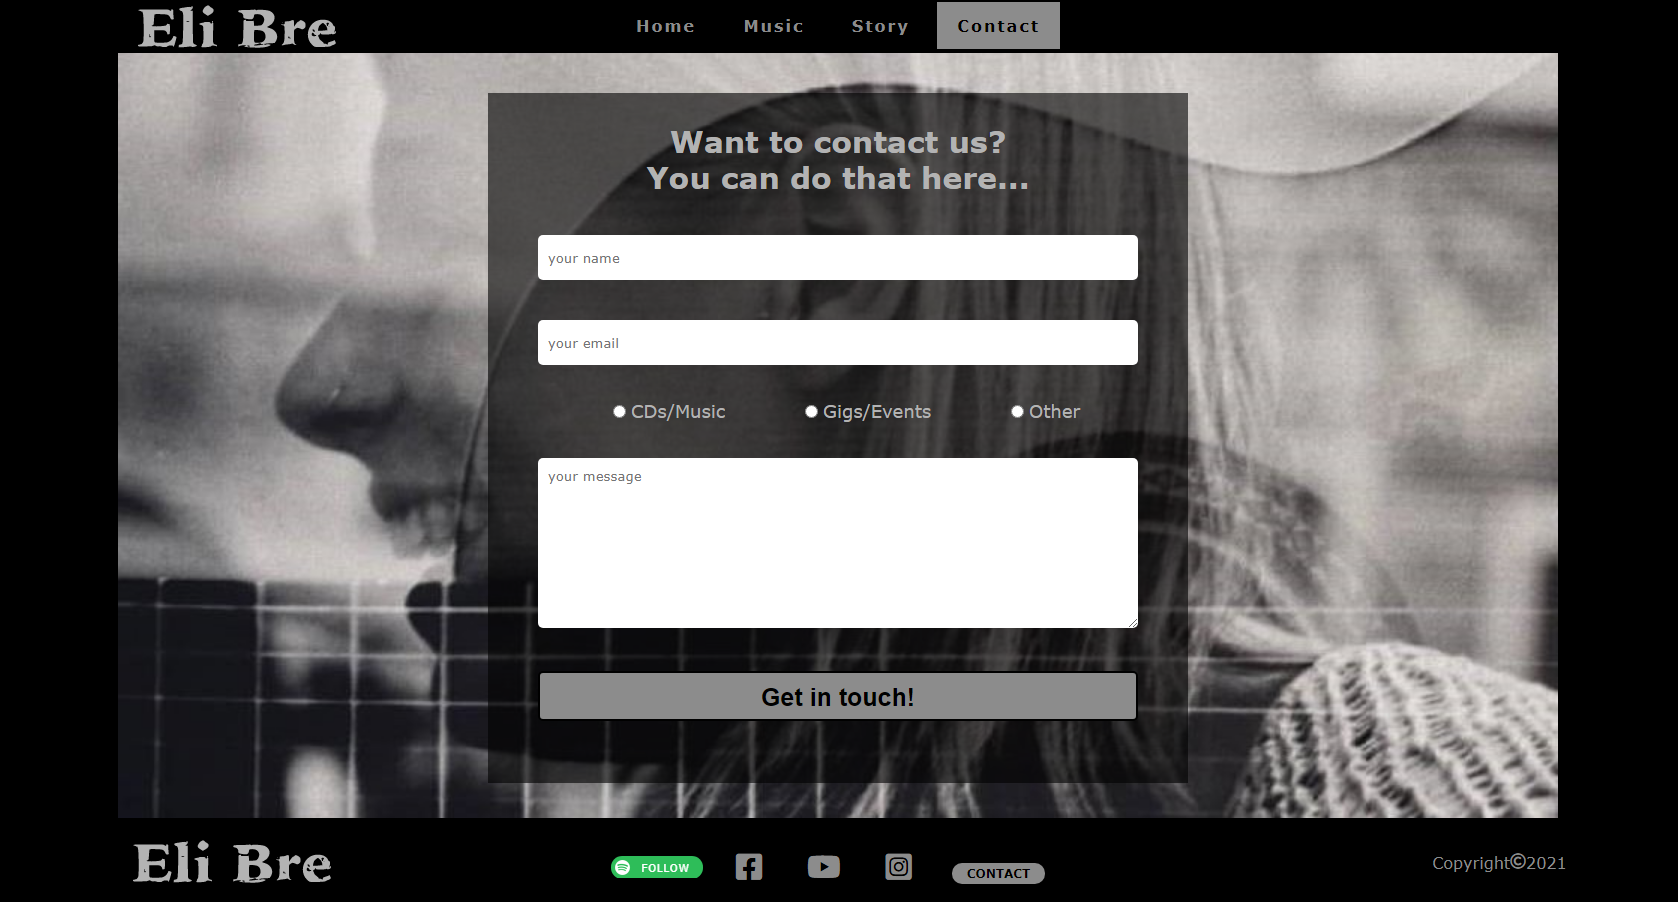 Eli Bre
Home Music Story Contact
Want to contact us?
You can do that here...
your name
your email
CDs/Music Gigs/Events Other
your message
Get in touch!
Eli Bre
FOLLOW
CONTACT
Copyright©2021